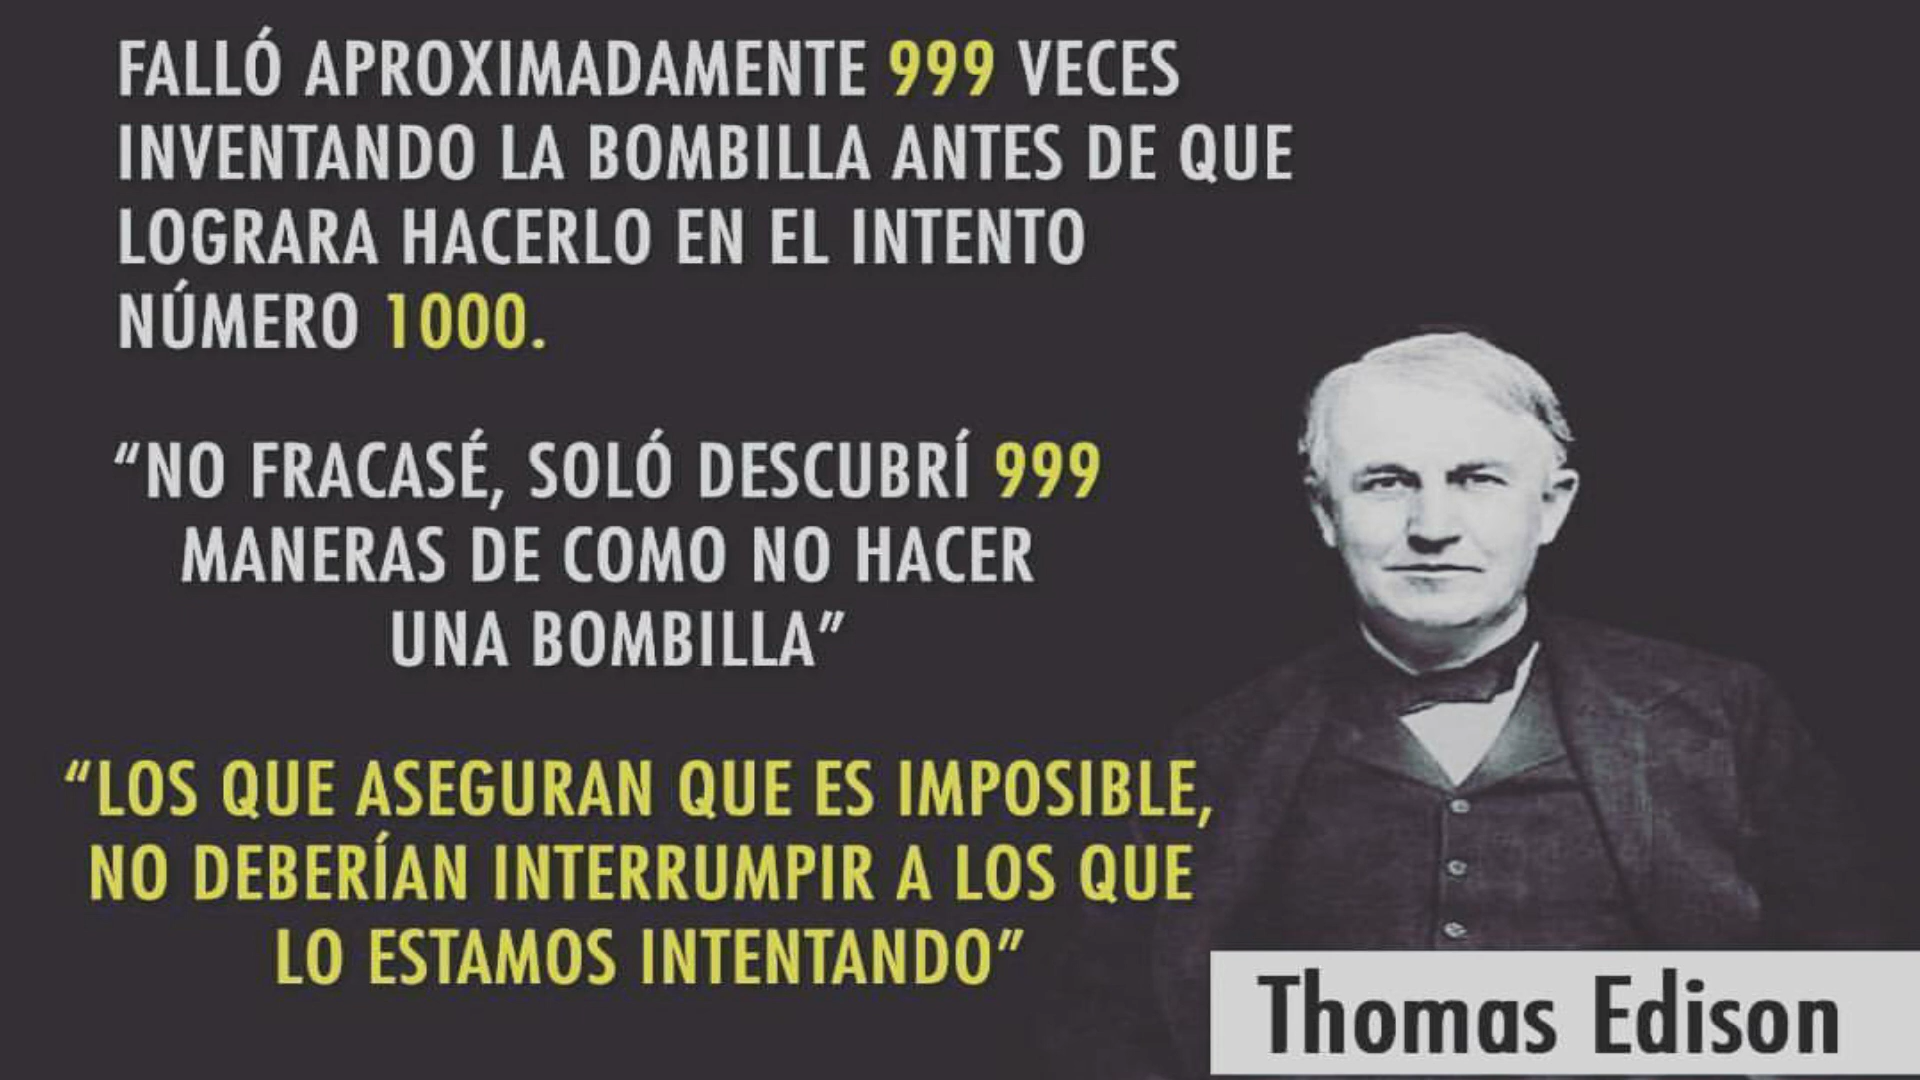 FALLÓ APROXIMADAMENTE 999 VECES
INVENTANDO LA BOMBILLA ANTES DE QUE
LOGRARA HACERLO EN EL INTENTO
NÚMERO 1000.
“NO FRACASÉ, SOLÓ DESCUBRÍ 999
MANERAS DE COMO NO HACER
UNA BOMBILLA”
“LOS QUE ASEGURAN QUE ES IMPOSIBLE,
NO DEBERÍAN INTERRUMPIR A LOS QUE
LO ESTAMOS INTENTANDO”
Thomas Edison